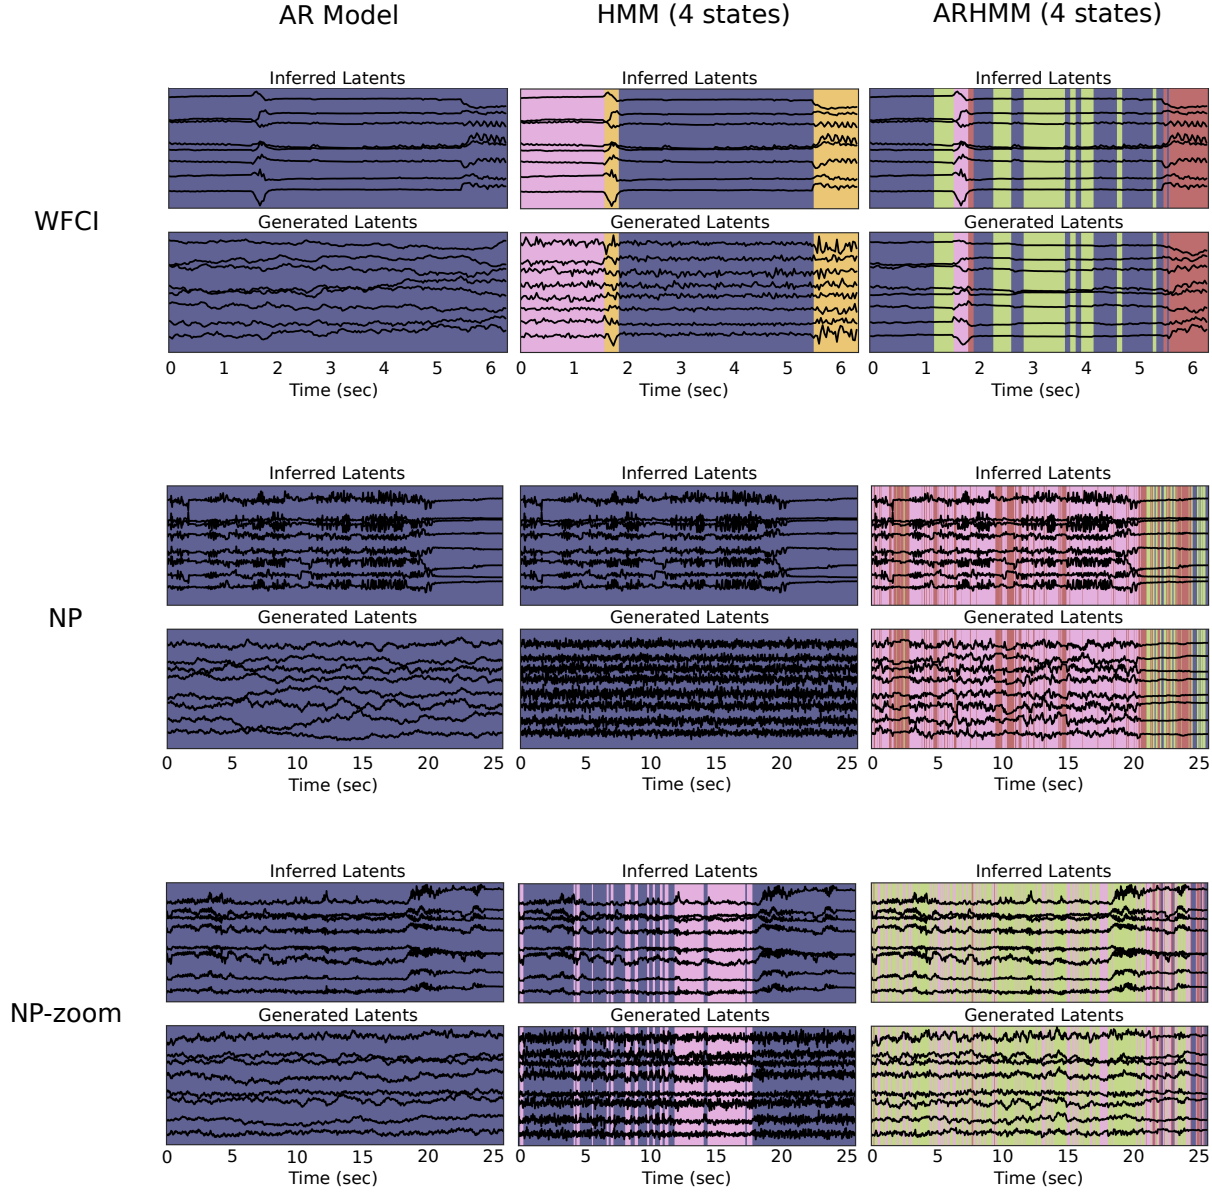 AR Model HMM (4 states) ARHMM (4 states)
Inferred Latents Inferred Latents Inferred Latents
WFCI
Generated Latents Generated Latents Generated Latents
0 1 2 3 4 5 6 0 1 2 3 4 5 6 0 1 2 3 4 5 6
Time (sec) Time (sec) Time (sec)
Inferred Latents Inferred Latents Inferred Latents
NP
Generated Latents Generated Latents Generated Latents
0 5 10 15 20 25 0 5 10 15 20 25 0 5 10 15 20 25
Time (sec) Time (sec) Time (sec)
Inferred Latents Inferred Latents Inferred Latents
NP-zoom
Generated Latents Generated Latents Generated Latents
0 5 10 15 20 25 0 5 10 15 20 25 0 5 10 15 20 25
Time (sec) Time (sec) Time (sec)